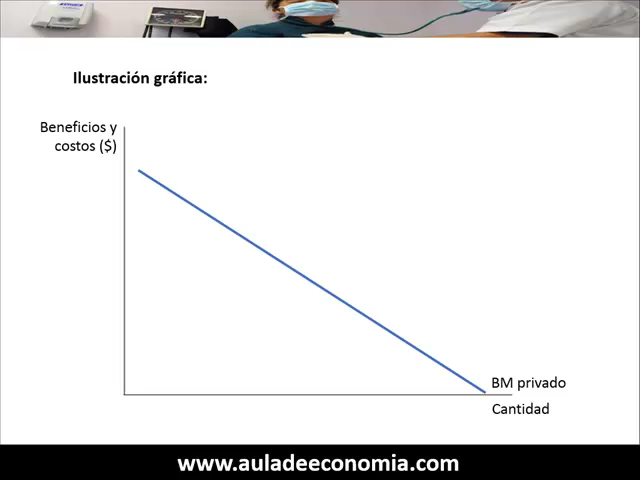 Ilustración gráfica:
Beneficios y
costos ($)
BM privado
Cantidad
www.auladeeconomia.com